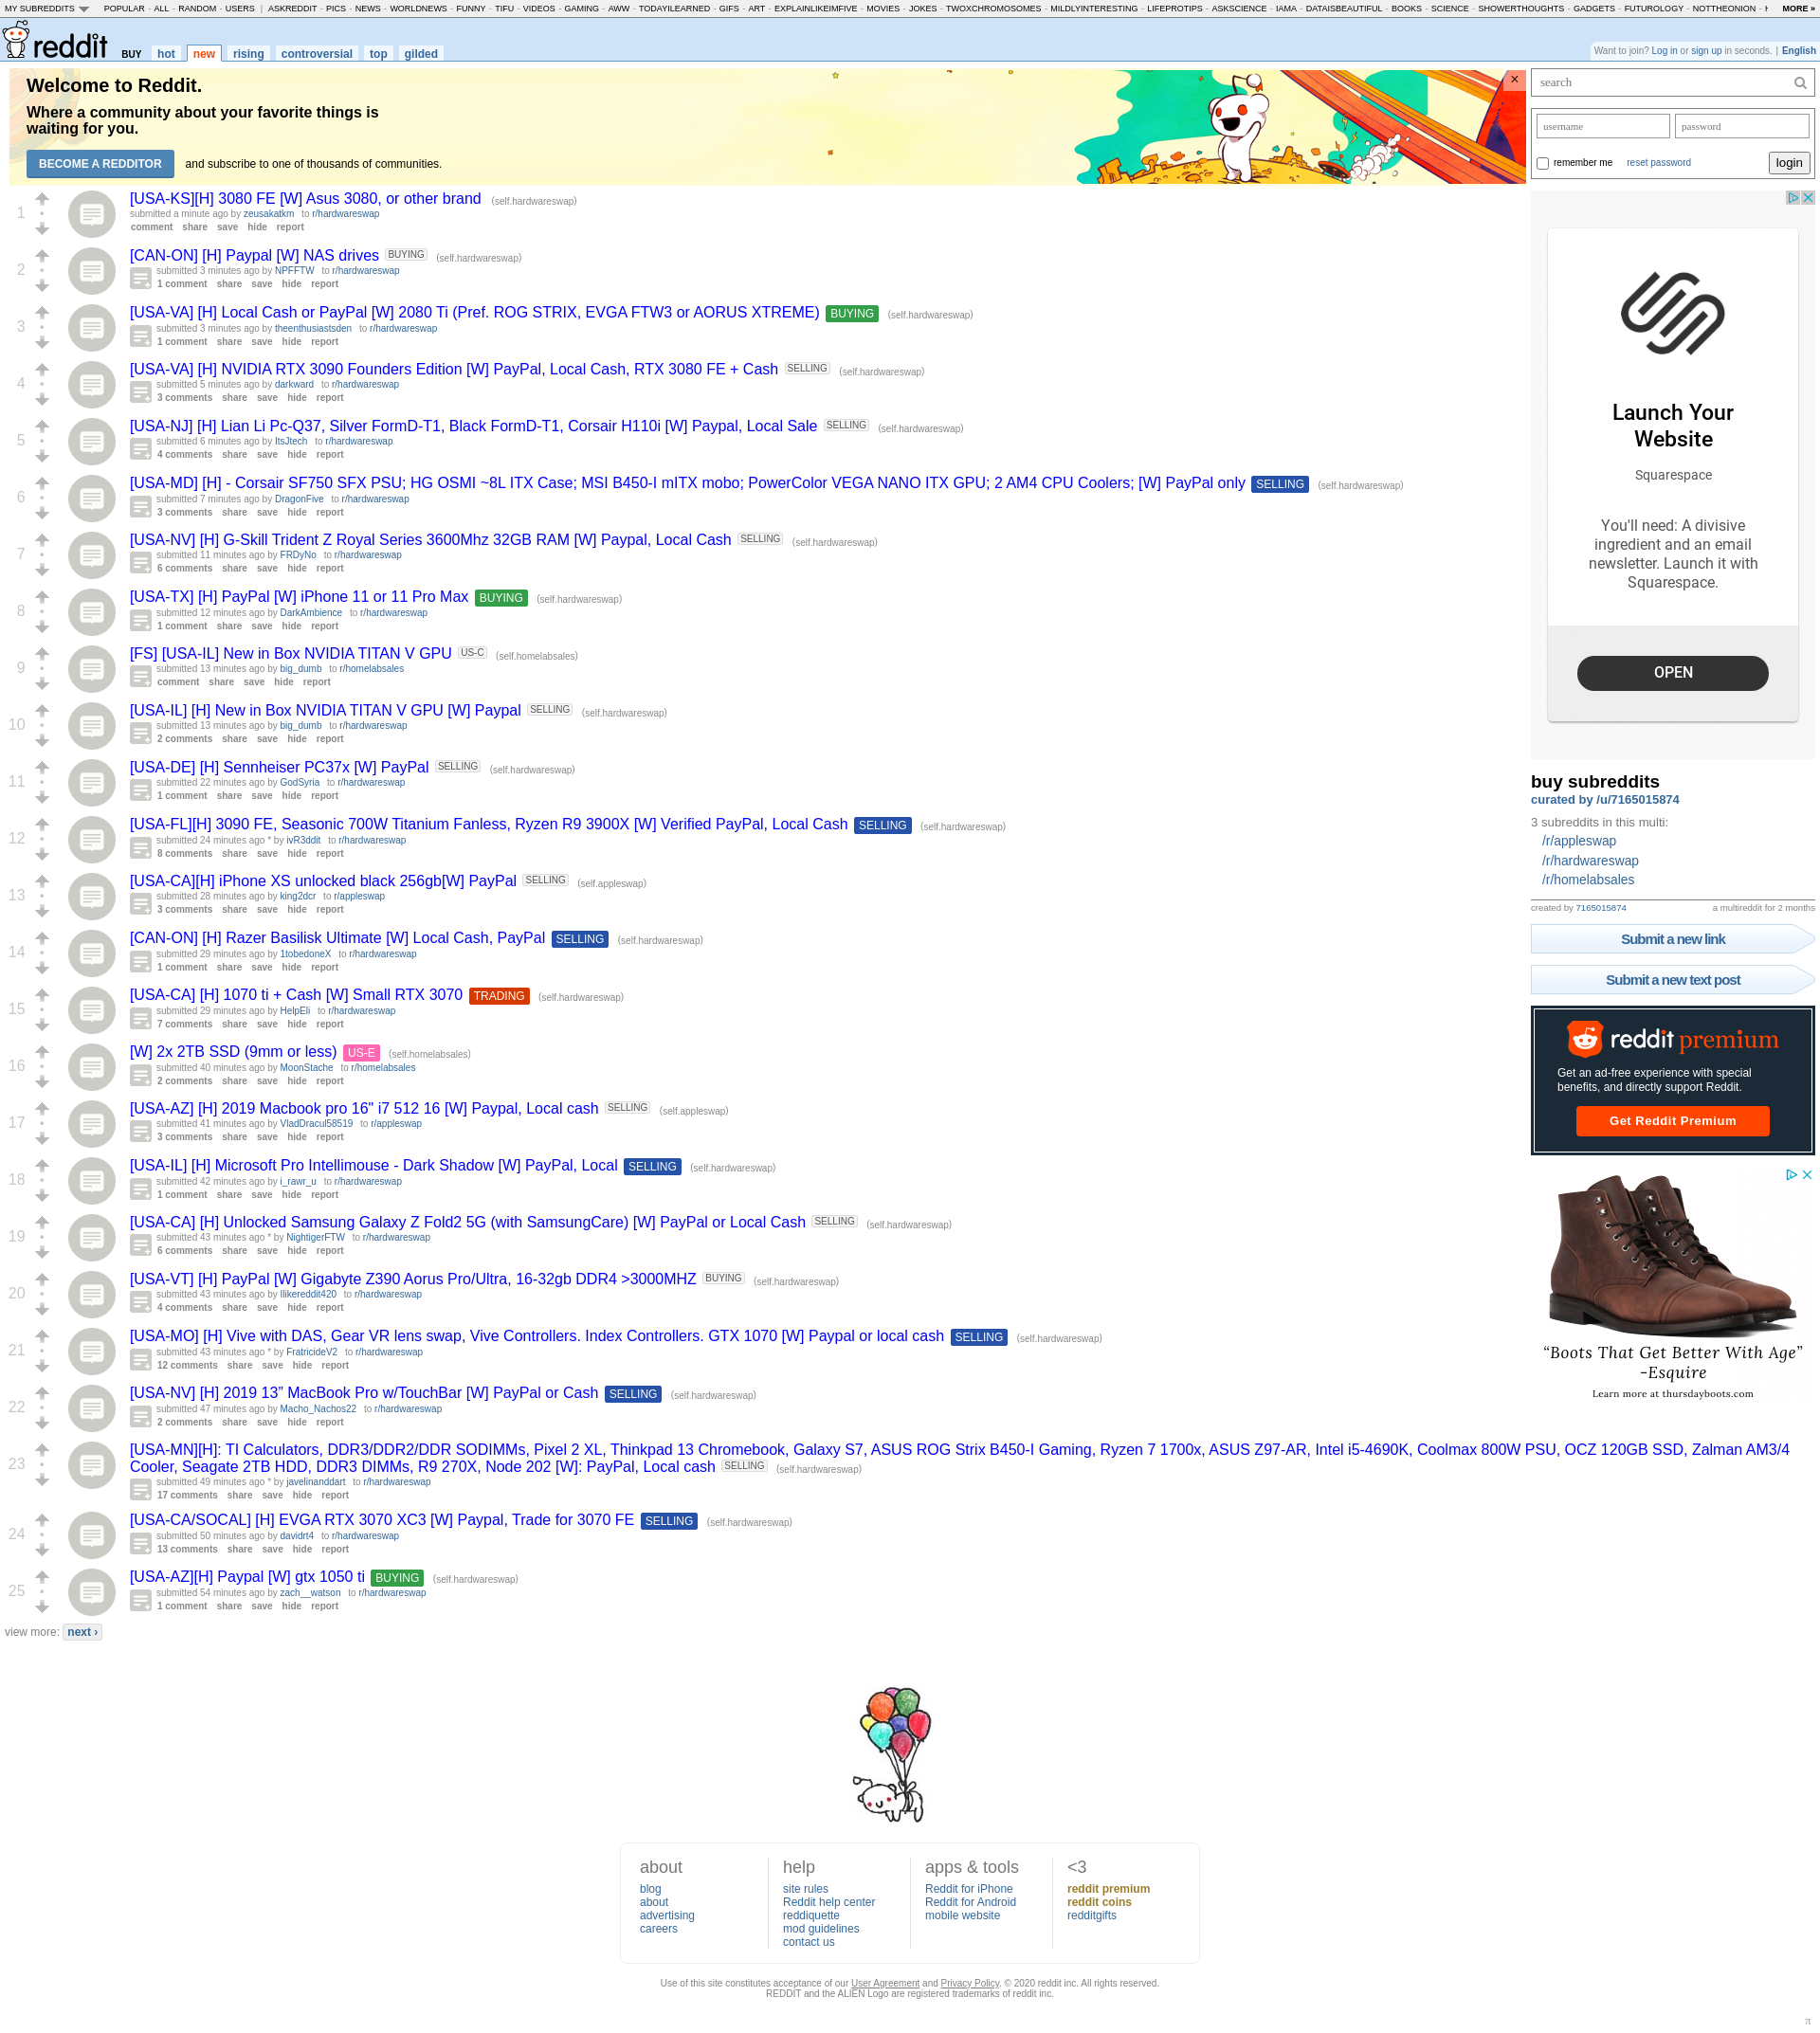 MY SUBREDDITS POPULAR - ALL - RANDOM - USERS | ASKREDDIT - PICS - NEWS - WORLDNEWS - FUNNY - TIFU - VIDEOS - GAMING - AWW - TODAYILEARNED - GIFS - ART - EXPLAINLIKEIMFIVE - MOVIES - JOKES - TWOXCHROMOSOMES - MILDLYINTERESTING - LIFEPROTIPS - ASKSCIENCE - IAMA - DATAISBEAUTIFUL - BOOKS - SCIENCE - SHOWERTHOUGHTS - GADGETS - FUTUROLOGY - NOTTHEONION - MORE »
reddit BUY hot new rising controversial top gilded
Want to join? Log in or sign up in seconds. | English
Welcome to Reddit.
Where a community about your favorite things is
waiting for you.
BECOME A REDDITOR and subscribe to one of thousands of communities.
×
1
[USA-KS][H] 3080 FE [W] Asus 3080, or other brand (self.hardwareswap)
submitted a minute ago by zeusakatkm to r/hardwareswap
comment share save hide report
2
[CAN-ON] [H] Paypal [W] NAS drives BUYING (self.hardwareswap)
submitted 3 minutes ago by NPFFTW to r/hardwareswap
1 comment share save hide report
3
[USA-VA] [H] Local Cash or PayPal [W] 2080 Ti (Pref. ROG STRIX, EVGA FTW3 or AORUS XTREME) BUYING (self.hardwareswap)
submitted 3 minutes ago by theenthusiastsden to r/hardwareswap
1 comment share save hide report
4
[USA-VA] [H] NVIDIA RTX 3090 Founders Edition [W] PayPal, Local Cash, RTX 3080 FE + Cash SELLING (self.hardwareswap)
submitted 5 minutes ago by darkward to r/hardwareswap
3 comments share save hide report
5
[USA-NJ] [H] Lian Li Pc-Q37, Silver FormD-T1, Black FormD-T1, Corsair H110i [W] Paypal, Local Sale SELLING (self.hardwareswap)
submitted 6 minutes ago by ItsJtech to r/hardwareswap
4 comments share save hide report
6
[USA-MD] [H] - Corsair SF750 SFX PSU; HG OSMI ~8L ITX Case; MSI B450-I mITX mobo; PowerColor VEGA NANO ITX GPU; 2 AM4 CPU Coolers; [W] PayPal only SELLING (self.hardwareswap)
submitted 7 minutes ago by DragonFive to r/hardwareswap
3 comments share save hide report
7
[USA-NV] [H] G-Skill Trident Z Royal Series 3600Mhz 32GB RAM [W] Paypal, Local Cash SELLING (self.hardwareswap)
submitted 11 minutes ago by FRDyNo to r/hardwareswap
6 comments share save hide report
8
[USA-TX] [H] PayPal [W] iPhone 11 or 11 Pro Max BUYING (self.hardwareswap)
submitted 12 minutes ago by DarkAmbience to r/hardwareswap
1 comment share save hide report
9
[FS] [USA-IL] New in Box NVIDIA TITAN V GPU US-C (self.homelabsales)
submitted 13 minutes ago by big_dumb to r/homelabsales
comment share save hide report
10
[USA-IL] [H] New in Box NVIDIA TITAN V GPU [W] Paypal SELLING (self.hardwareswap)
submitted 13 minutes ago by big_dumb to r/hardwareswap
2 comments share save hide report
11
[USA-DE] [H] Sennheiser PC37x [W] PayPal SELLING (self.hardwareswap)
submitted 22 minutes ago by GodSyria to r/hardwareswap
1 comment share save hide report
12
[USA-FL][H] 3090 FE, Seasonic 700W Titanium Fanless, Ryzen R9 3900X [W] Verified PayPal, Local Cash SELLING (self.hardwareswap)
submitted 24 minutes ago * by ivR3ddit to r/hardwareswap
8 comments share save hide report
13
[USA-CA][H] iPhone XS unlocked black 256gb[W] PayPal SELLING (self.appleswap)
submitted 28 minutes ago by king2dcr to r/appleswap
3 comments share save hide report
14
[CAN-ON] [H] Razer Basilisk Ultimate [W] Local Cash, PayPal SELLING (self.hardwareswap)
submitted 29 minutes ago by 1tobedoneX to r/hardwareswap
1 comment share save hide report
15
[USA-CA] [H] 1070 ti + Cash [W] Small RTX 3070 TRADING (self.hardwareswap)
submitted 29 minutes ago by HelpEli to r/hardwareswap
7 comments share save hide report
16
[W] 2x 2TB SSD (9mm or less) US-E (self.homelabsales)
submitted 40 minutes ago by MoonStache to r/homelabsales
2 comments share save hide report
17
[USA-AZ] [H] 2019 Macbook pro 16" i7 512 16 [W] Paypal, Local cash SELLING (self.appleswap)
submitted 41 minutes ago by VladDracul58519 to r/appleswap
3 comments share save hide report
18
[USA-IL] [H] Microsoft Pro Intellimouse - Dark Shadow [W] PayPal, Local SELLING (self.hardwareswap)
submitted 42 minutes ago by i_rawr_u to r/hardwareswap
1 comment share save hide report
19
[USA-CA] [H] Unlocked Samsung Galaxy Z Fold2 5G (with SamsungCare) [W] PayPal or Local Cash SELLING (self.hardwareswap)
submitted 43 minutes ago * by NightigerFTW to r/hardwareswap
6 comments share save hide report
20
[USA-VT] [H] PayPal [W] Gigabyte Z390 Aorus Pro/Ultra, 16-32gb DDR4 >3000MHZ BUYING (self.hardwareswap)
submitted 43 minutes ago by llikereddit420 to r/hardwareswap
4 comments share save hide report
21
[USA-MO] [H] Vive with DAS, Gear VR lens swap, Vive Controllers. Index Controllers. GTX 1070 [W] Paypal or local cash SELLING (self.hardwareswap)
submitted 43 minutes ago * by FratricideV2 to r/hardwareswap
12 comments share save hide report
22
[USA-NV] [H] 2019 13” MacBook Pro w/TouchBar [W] PayPal or Cash SELLING (self.hardwareswap)
submitted 47 minutes ago by Macho_Nachos22 to r/hardwareswap
2 comments share save hide report
23
[USA-MN][H]: TI Calculators, DDR3/DDR2/DDR SODIMMs, Pixel 2 XL, Thinkpad 13 Chromebook, Galaxy S7, ASUS ROG Strix B450-I Gaming, Ryzen 7 1700x, ASUS Z97-AR, Intel i5-4690K, Coolmax 800W PSU, OCZ 120GB SSD, Zalman AM3/4
Cooler, Seagate 2TB HDD, DDR3 DIMMs, R9 270X, Node 202 [W]: PayPal, Local cash SELLING (self.hardwareswap)
submitted 49 minutes ago * by javelinanddart to r/hardwareswap
17 comments share save hide report
24
[USA-CA/SOCAL] [H] EVGA RTX 3070 XC3 [W] Paypal, Trade for 3070 FE SELLING (self.hardwareswap)
submitted 50 minutes ago by davidrt4 to r/hardwareswap
13 comments share save hide report
25
[USA-AZ][H] Paypal [W] gtx 1050 ti BUYING (self.hardwareswap)
submitted 54 minutes ago by zach__watson to r/hardwareswap
1 comment share save hide report
view more: next ›
search
username password
remember me reset password login
Launch Your
Website
Squarespace
You'll need: A divisive
ingredient and an email
newsletter. Launch it with
Squarespace.
OPEN
buy subreddits
curated by /u/7165015874
3 subreddits in this multi:
/r/appleswap
/r/hardwareswap
/r/homelabsales
created by 7165015874 a multireddit for 2 months
Submit a new link
Submit a new text post
reddit premium
Get an ad-free experience with special
benefits, and directly support Reddit.
Get Reddit Premium
“Boots That Get Better With Age”
-Esquire
Learn more at thursdayboots.com
about
blog
about
advertising
careers
help
site rules
Reddit help center
reddiquette
mod guidelines
contact us
apps & tools
Reddit for iPhone
Reddit for Android
mobile website
<3
reddit premium
reddit coins
redditgifts
Use of this site constitutes acceptance of our User Agreement and Privacy Policy. © 2020 reddit inc. All rights reserved.
REDDIT and the ALIEN Logo are registered trademarks of reddit inc.
π